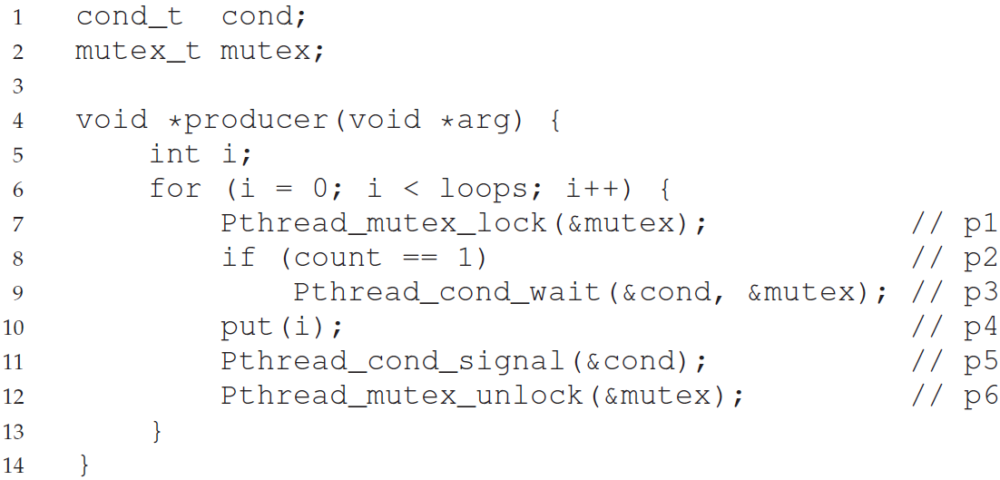 1 cond_t cond;
2 mutex_t mutex;
3
4 void *producer(void *arg) {
5 int i;
6 for (i = 0; i < loops; i++) {
7 Pthread_mutex_lock(&mutex); // p1
8 if (count == 1) // p2
9 Pthread_cond_wait(&cond, &mutex); // p3
10 put(i); // p4
11 Pthread_cond_signal(&cond); // p5
12 Pthread_mutex_unlock(&mutex); // p6
13 }
14 }